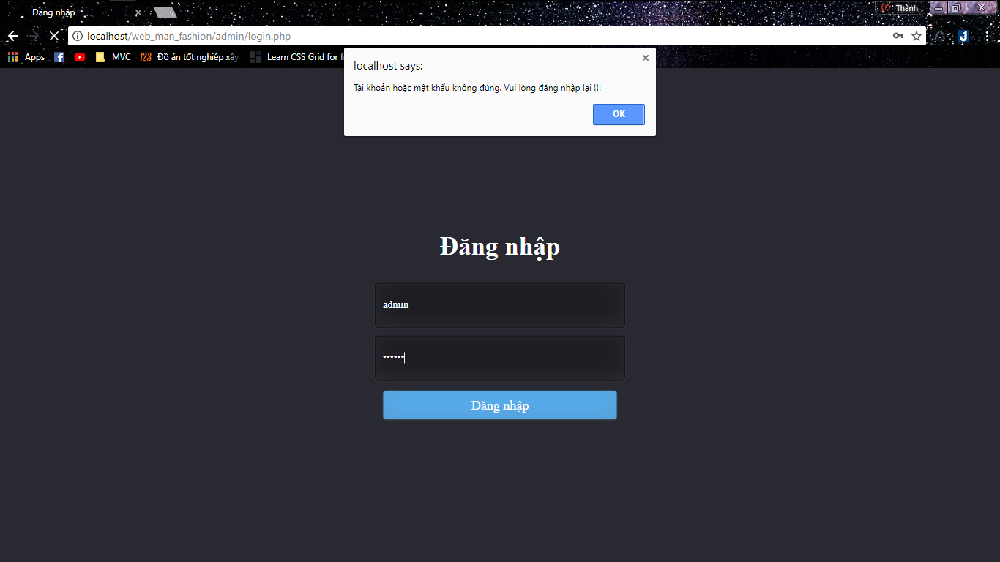 Đăng nhập
Thành
localhost/web_man_fashion/admin/login.php
Apps
MVC
123
Đồ án tốt nghiệp xây
Learn CSS Grid for
localhost says:
Tài khoản hoặc mật khẩu không đúng. Vui lòng đăng nhập lại !!!
OK
Đăng nhập
admin
••••••
Đăng nhập